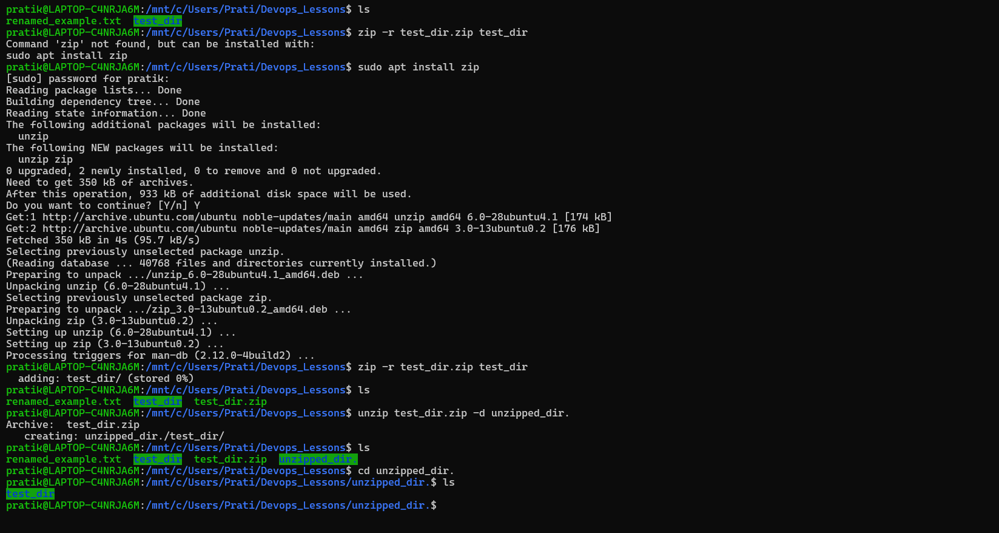 pratik@LAPTOP-C4NRJA6M:/mnt/c/Users/Prati/Devops_Lessons$ ls
renamed_example.txt  test_dir
pratik@LAPTOP-C4NRJA6M:/mnt/c/Users/Prati/Devops_Lessons$ zip -r test_dir.zip test_dir
Command 'zip' not found, but can be installed with:
sudo apt install zip
pratik@LAPTOP-C4NRJA6M:/mnt/c/Users/Prati/Devops_Lessons$ sudo apt install zip
[sudo] password for pratik:
Reading package lists... Done
Building dependency tree... Done
Reading state information... Done
The following additional packages will be installed:
  unzip
The following NEW packages will be installed:
  unzip zip
0 upgraded, 2 newly installed, 0 to remove and 0 not upgraded.
Need to get 350 kB of archives.
After this operation, 933 kB of additional disk space will be used.
Do you want to continue? [Y/n] Y
Get:1 http://archive.ubuntu.com/ubuntu noble-updates/main amd64 unzip amd64 6.0-28ubuntu4.1 [174 kB]
Get:2 http://archive.ubuntu.com/ubuntu noble-updates/main amd64 zip amd64 3.0-13ubuntu0.2 [176 kB]
Fetched 350 kB in 4s (95.7 kB/s)
Selecting previously unselected package unzip.
(Reading database ... 40768 files and directories currently installed.)
Preparing to unpack .../unzip_6.0-28ubuntu4.1_amd64.deb ...
Unpacking unzip (6.0-28ubuntu4.1) ...
Selecting previously unselected package zip.
Preparing to unpack .../zip_3.0-13ubuntu0.2_amd64.deb ...
Unpacking zip (3.0-13ubuntu0.2) ...
Setting up unzip (6.0-28ubuntu4.1) ...
Setting up zip (3.0-13ubuntu0.2) ...
Processing triggers for man-db (2.12.0-4build2) ...
pratik@LAPTOP-C4NRJA6M:/mnt/c/Users/Prati/Devops_Lessons$ zip -r test_dir.zip test_dir
  adding: test_dir/ (stored 0%)
pratik@LAPTOP-C4NRJA6M:/mnt/c/Users/Prati/Devops_Lessons$ ls
renamed_example.txt  test_dir  test_dir.zip
pratik@LAPTOP-C4NRJA6M:/mnt/c/Users/Prati/Devops_Lessons$ unzip test_dir.zip -d unzipped_dir.
Archive:  test_dir.zip
   creating: unzipped_dir./test_dir/
pratik@LAPTOP-C4NRJA6M:/mnt/c/Users/Prati/Devops_Lessons$ ls
renamed_example.txt  test_dir  test_dir.zip  unzipped_dir.
pratik@LAPTOP-C4NRJA6M:/mnt/c/Users/Prati/Devops_Lessons$ cd unzipped_dir.
pratik@LAPTOP-C4NRJA6M:/mnt/c/Users/Prati/Devops_Lessons/unzipped_dir.$ ls
test_dir
pratik@LAPTOP-C4NRJA6M:/mnt/c/Users/Prati/Devops_Lessons/unzipped_dir.$